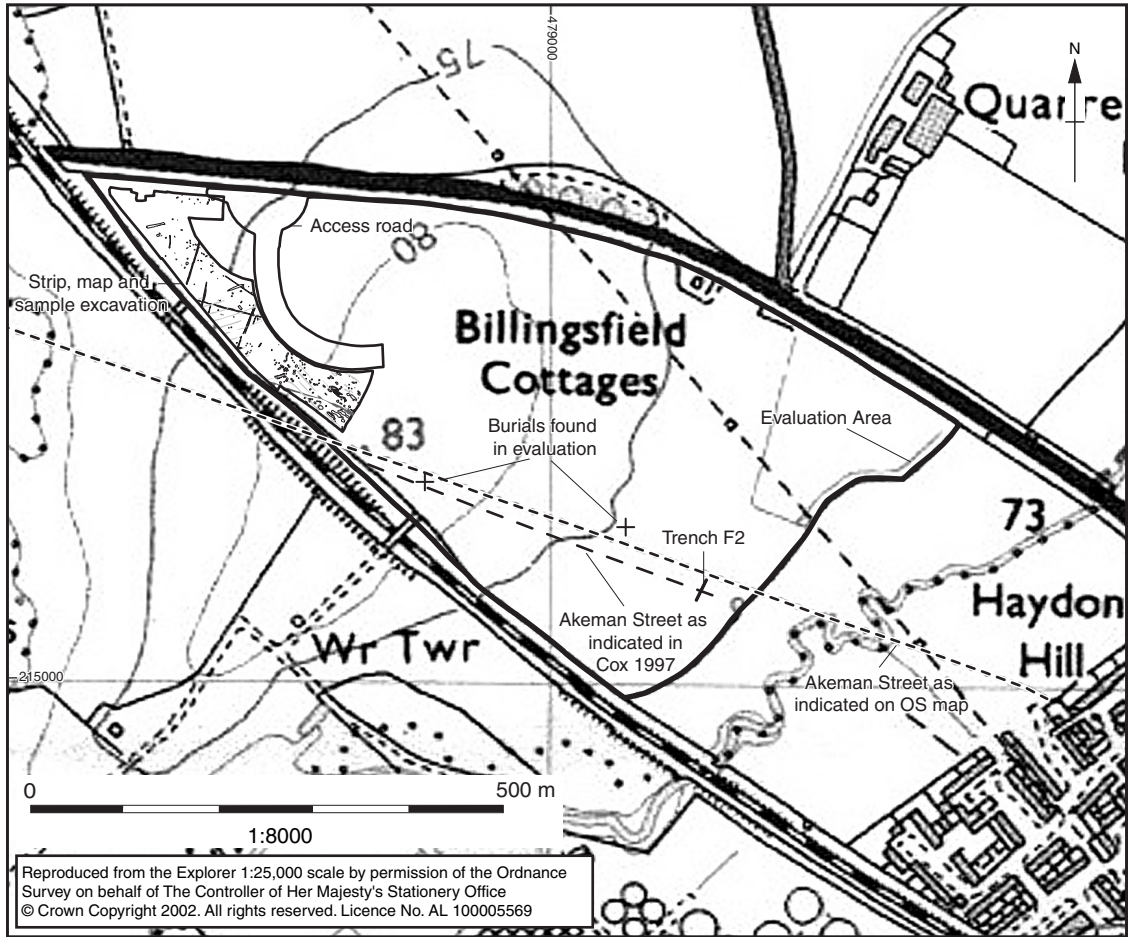 75
479000
N
Quarre
Access road
80
Strip, map and
sample excavation
Billingsfield
Cottages
83
Burials found
in evaluation
Evaluation Area
73
Trench F2
Haydon
Hill
Akeman Street as
indicated in
Cox 1997
Wr Twr
215000
Akeman Street as
indicated on OS map
0
500 m
1:8000
Reproduced from the Explorer 1:25,000 scale by permission of the Ordnance
Survey on behalf of The Controller of Her Majesty's Stationery Office
© Crown Copyright 2002. All rights reserved. Licence No. AL 100005569